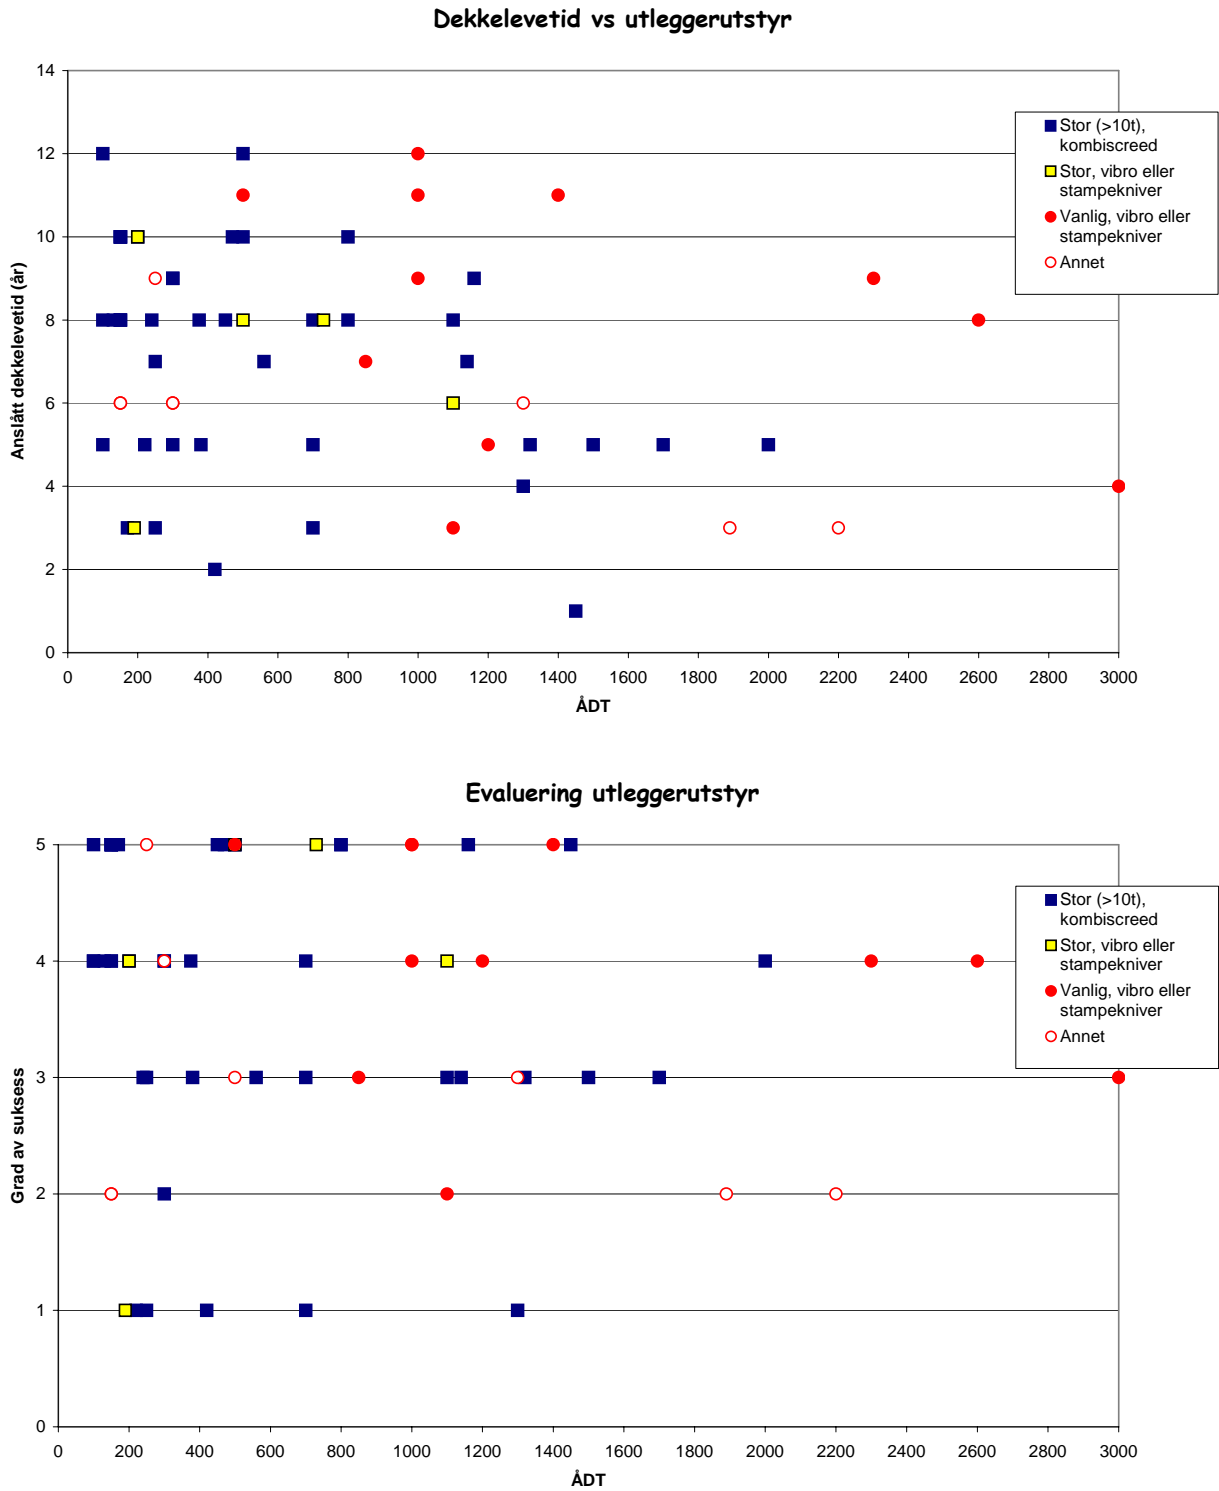 Dekkelevetid vs utleggerutstyr
14
12
10
8
6
4
2
0
Anslått dekkelevetid (år)
0 200 400 600 800 1000 1200 1400 1600 1800 2000 2200 2400 2600 2800 3000
ÅDT
Stor (>10t),
kombiscreed
Stor, vibro eller
stampekniver
Vanlig, vibro eller
stampekniver
Annet
Evaluering utleggerutstyr
5
4
3
2
1
0
Grad av suksess
0 200 400 600 800 1000 1200 1400 1600 1800 2000 2200 2400 2600 2800 3000
ÅDT
Stor (>10t),
kombiscreed
Stor, vibro eller
stampekniver
Vanlig, vibro eller
stampekniver
Annet